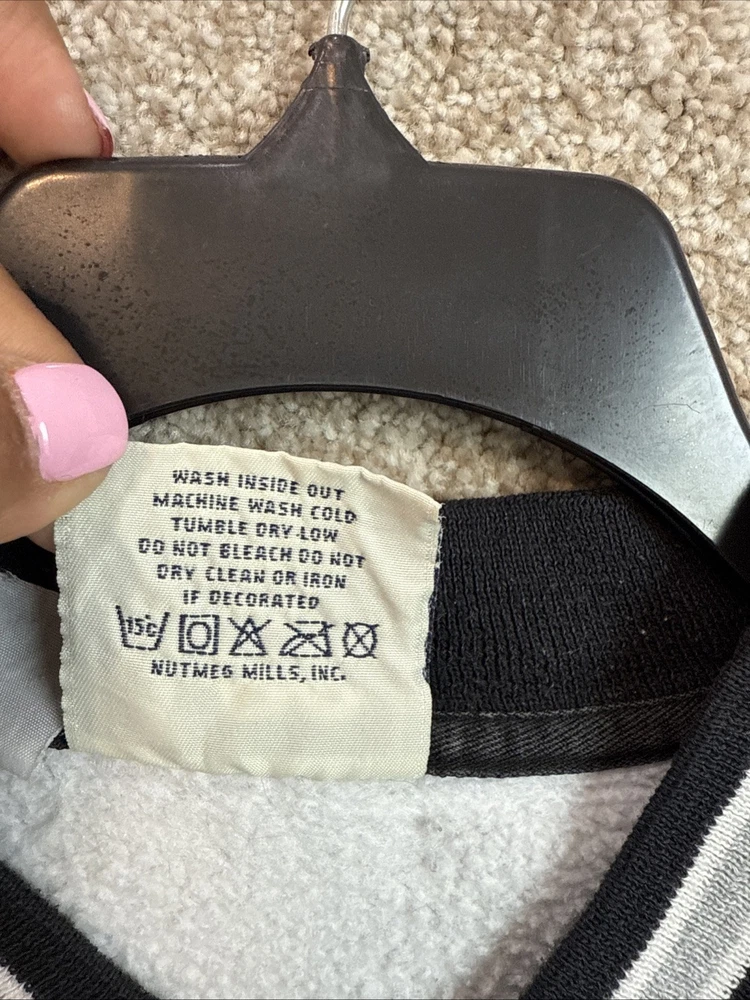 WASH INSIDE OUT
MACHINE WASH COLD
TUMBLE DRY LOW
DO NOT BLEACH DO NOT
DRY CLEAN OR IRON
IF DECORATED
15°C
NUTMEG MILLS, INC.